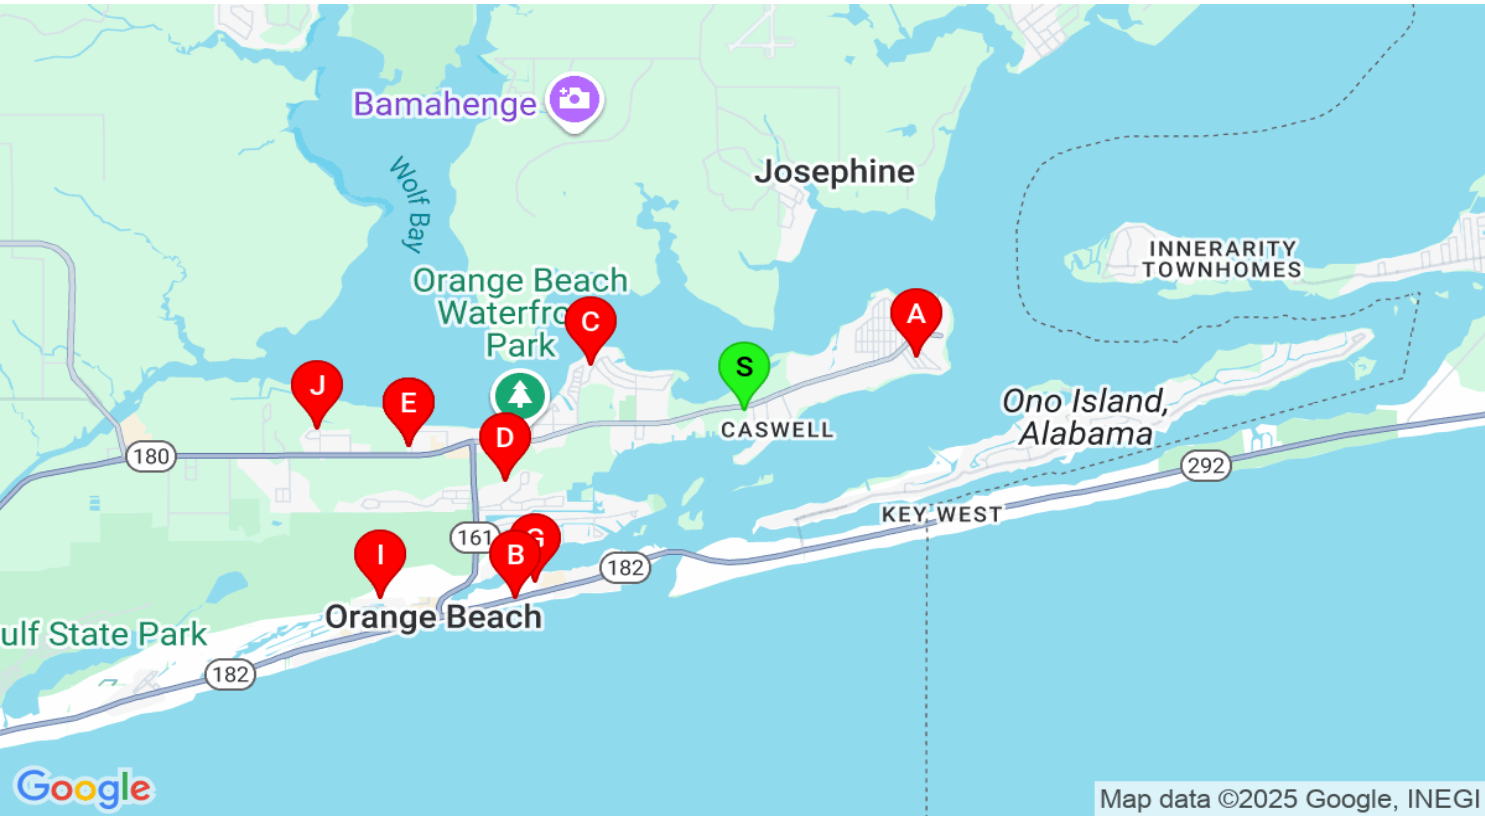 Bamahenge
Josephine
Wolf Bay
INNERARITY
TOWNHOMES
Orange Beach
Waterfro
Park
C
A
S
J
E
D
CASWELL
Ono Island,
Alabama
180
292
KEY WEST
161
G
B
I
182
Orange Beach
ulf State Park
182
Google
Map data ©2025 Google, INEGI